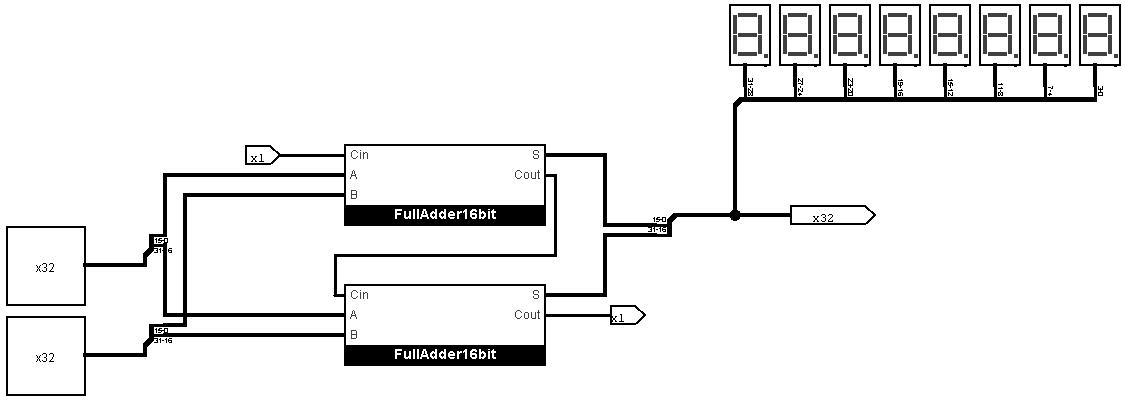 31-28 27-24 23-20 19-16 15-12 11-8 7-4 3-0
x1
Cin S
A Cout
B
FullAdder16bit
x32
15-0
31-16
15-0
31-16
x32
Cin S
A Cout
B
FullAdder16bit
x1
x32
15-0
31-16